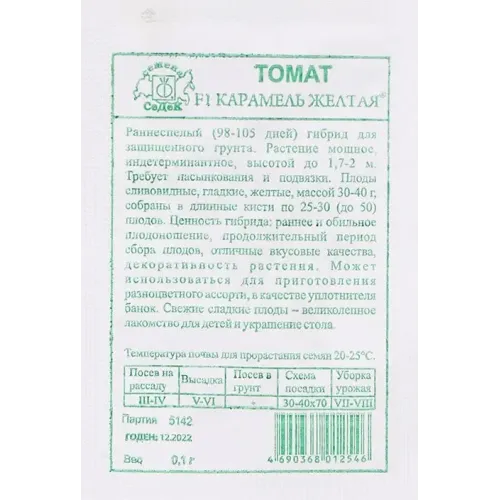 Семена
СеДеК
ТОМАТ
F1 КАРАМЕЛЬ ЖЕЛТАЯ®
Раннеспелый (98-105 дней) гибрид для
защищенного грунта. Растение мощное,
индетерминантное, высотой до 1,7-2 м.
Требует пасынкования и подвязки. Плоды
сливовидные, гладкие, желтые, массой 30-40 г,
собраны в длинные кисти по 25-30 (до 50)
плодов. Ценность гибрида: раннее и обильное
плодоношение, продолжительный период
сбора плодов, отличные вкусовые качества,
декоративность растения. Может
использоваться для приготовления
разноцветного ассорти, в качестве уплотнителя
банок. Свежие сладкие плоды – великолепное
лакомство для детей и украшение стола.
Температура почвы для прорастания семян 20-25°C.
Посев на рассаду Высадка Посев в грунт Схема посадки Уборка урожая
III-IV V-VI - 30-40x70 VII-VIII
Партия 5142
ГОДЕН: 12.2022
Вес 0,1 г
4 690368 012546